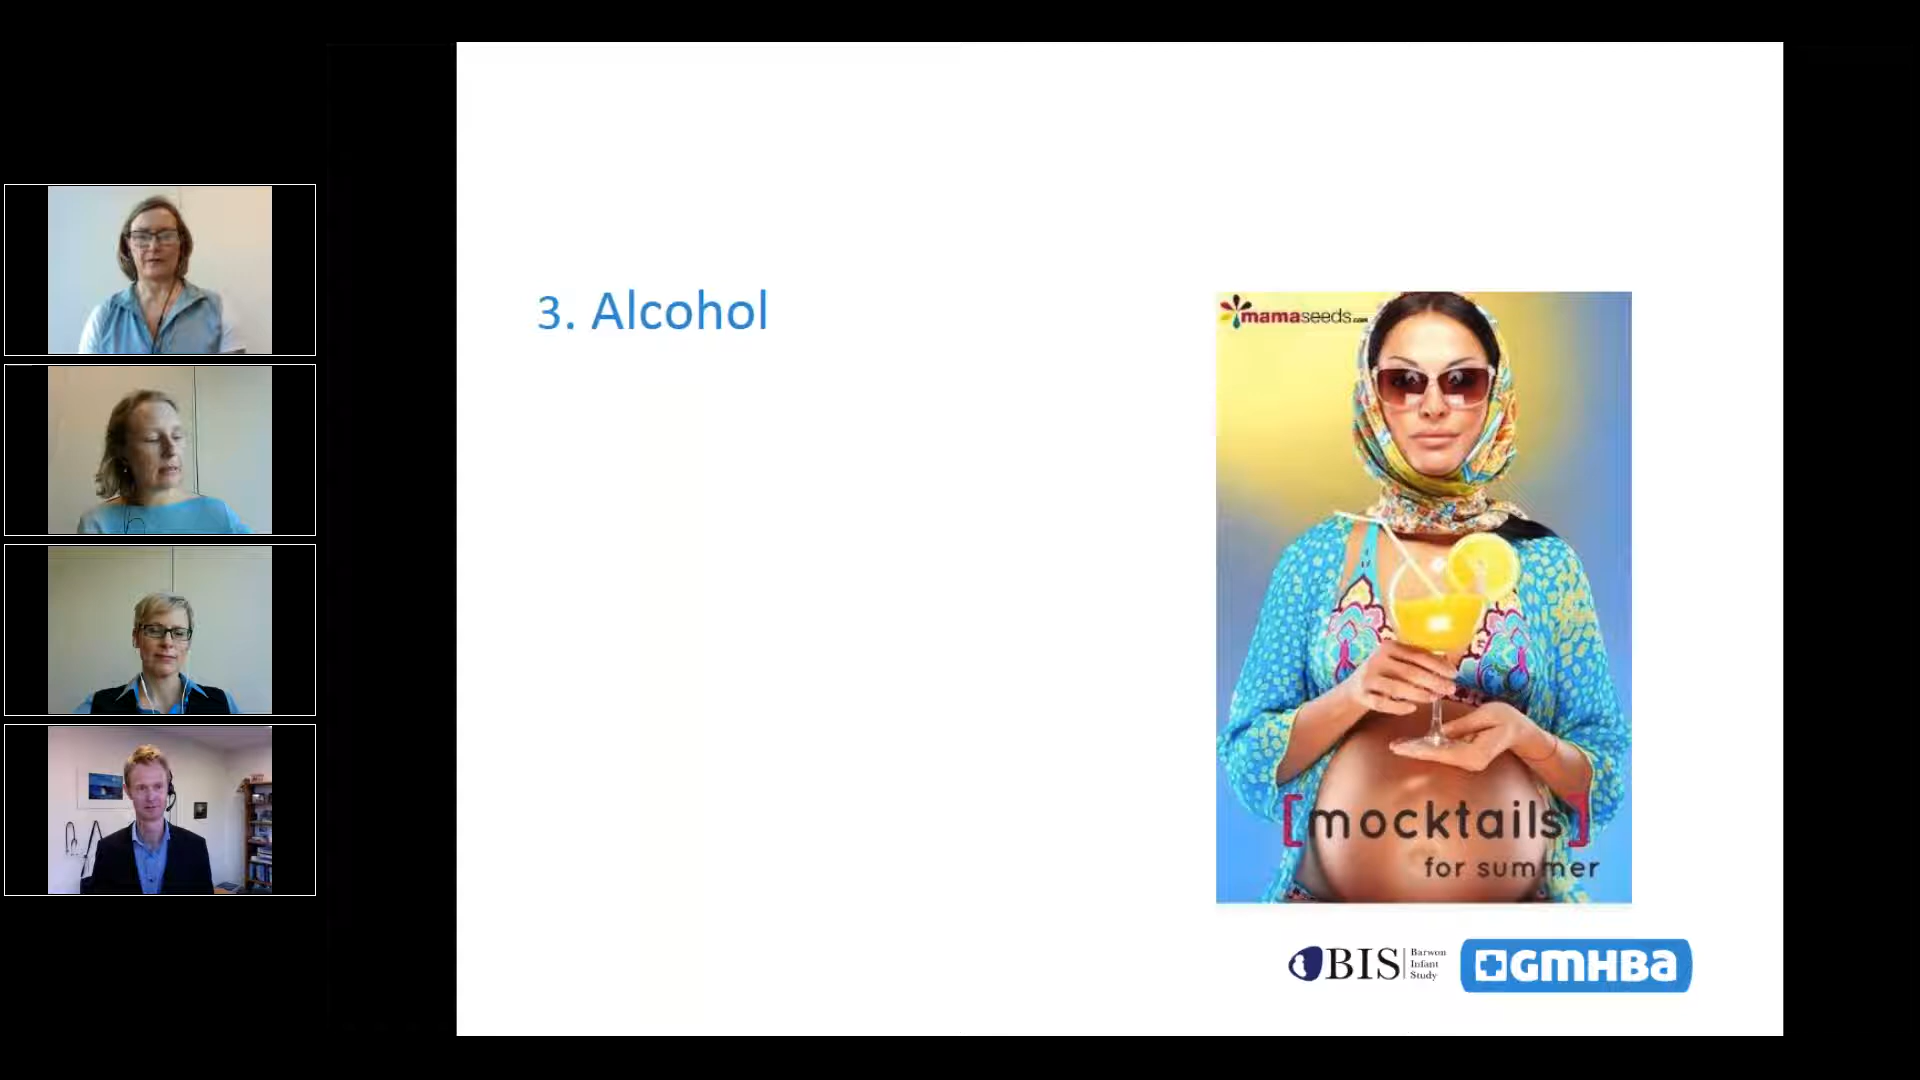 3. Alcohol
mamaseeds.com
[mocktails]
for summer
BIS
Barwon
Infant
Study
GMHBa